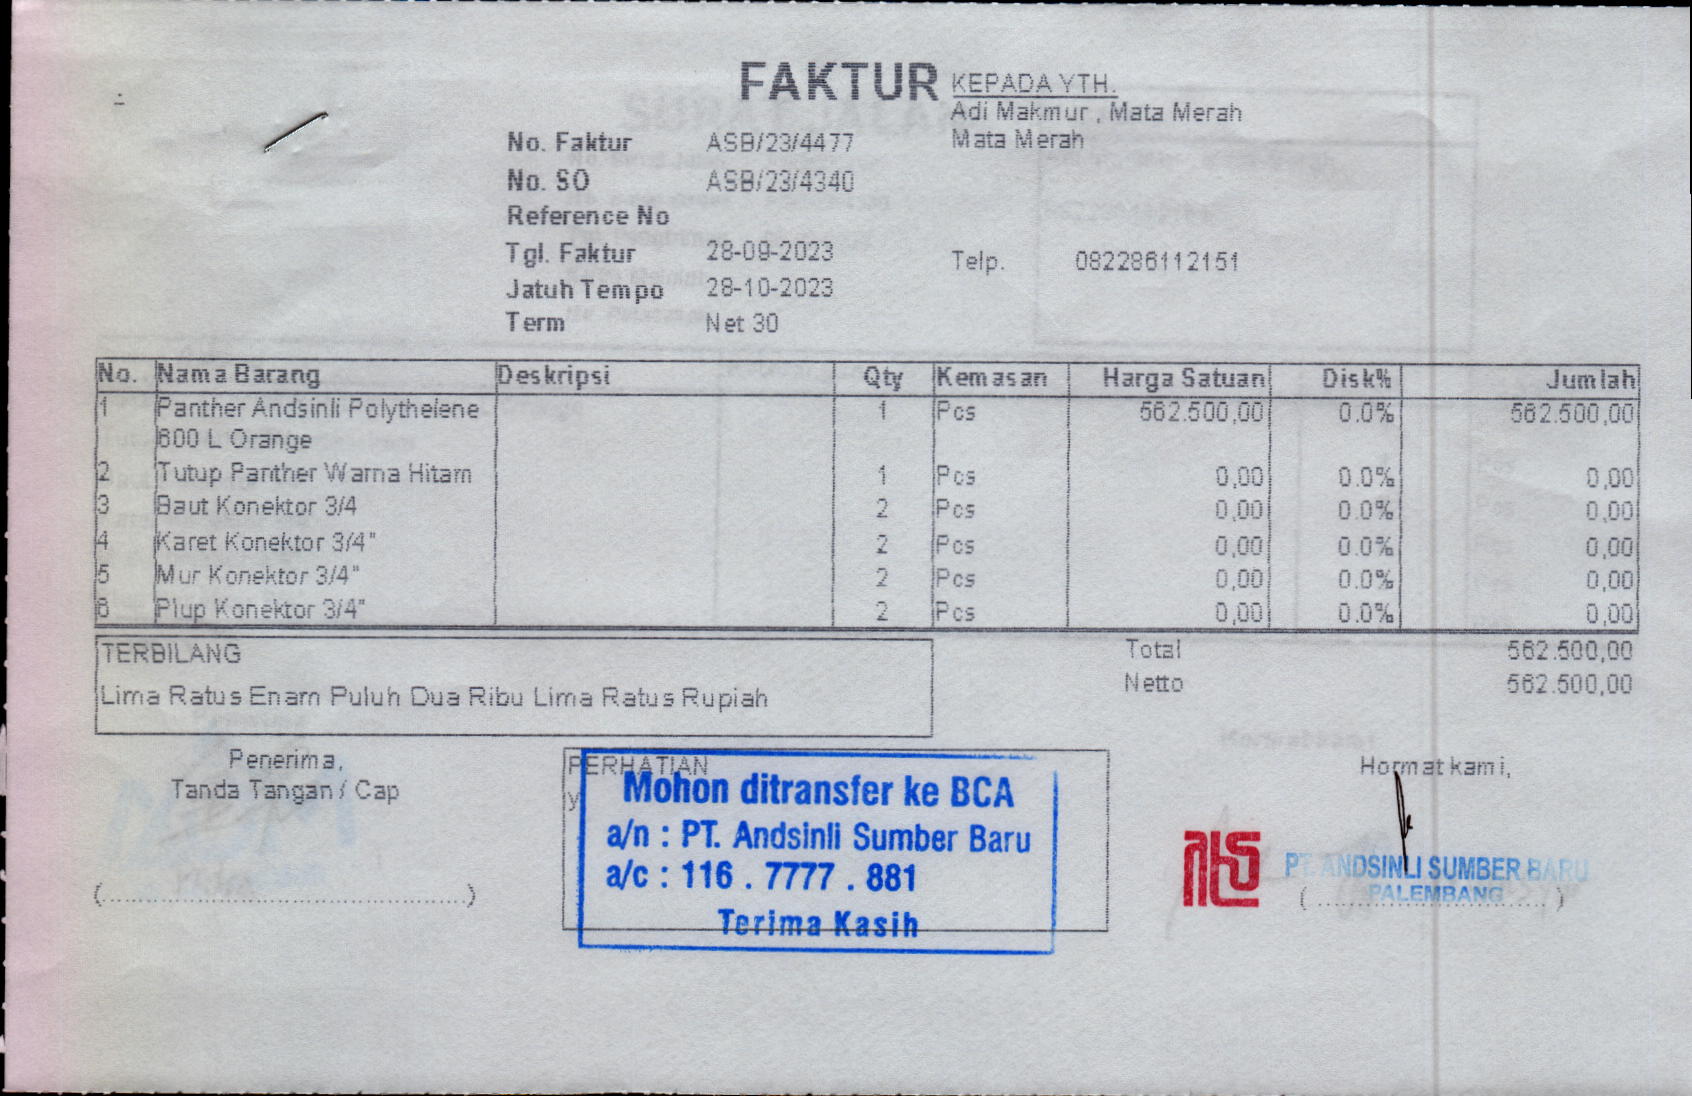 FAKTUR
KEPADA YTH.
Adi Makmur , Mata Merah
Mata Merah
No. Faktur ASB/23/4477
No. SO ASB/23/4340
Reference No
Tgl. Faktur 28-09-2023
Telp. 082286112151
Jatuh Tempo 28-10-2023
Term Net 30
No. Nama Barang Deskripsi Qty Kemasan Harga Satuan Disk% Jumlah
1 Panther Andsinli Polythelene 1 Pcs 562.500,00 0.0% 562.500,00
600 L Orange
2 Tutup Panther Warna Hitam 1 Pcs 0,00 0.0% 0,00
3 Baut Konektor 3/4 2 Pcs 0,00 0.0% 0,00
4 Karet Konektor 3/4" 2 Pcs 0,00 0.0% 0,00
5 Mur Konektor 3/4" 2 Pcs 0,00 0.0% 0,00
6 Plup Konektor 3/4" 2 Pcs 0,00 0.0% 0,00
TERBILANG
Lima Ratus Enam Puluh Dua Ribu Lima Ratus Rupiah
Total 562.500,00
Netto 562.500,00
Penerima,
Tanda Tangan / Cap
(..........................................................)
PERHATIAN
y
Mohon ditransfer ke BCA
a/n : PT. Andsinli Sumber Baru
a/c : 116 . 7777 . 881
Terima Kasih
Hormat kami,
PT. ANDSINLI SUMBER BARU
PALEMBANG
(......................................)